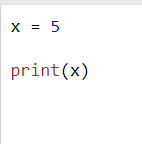 x = 5
print(x)